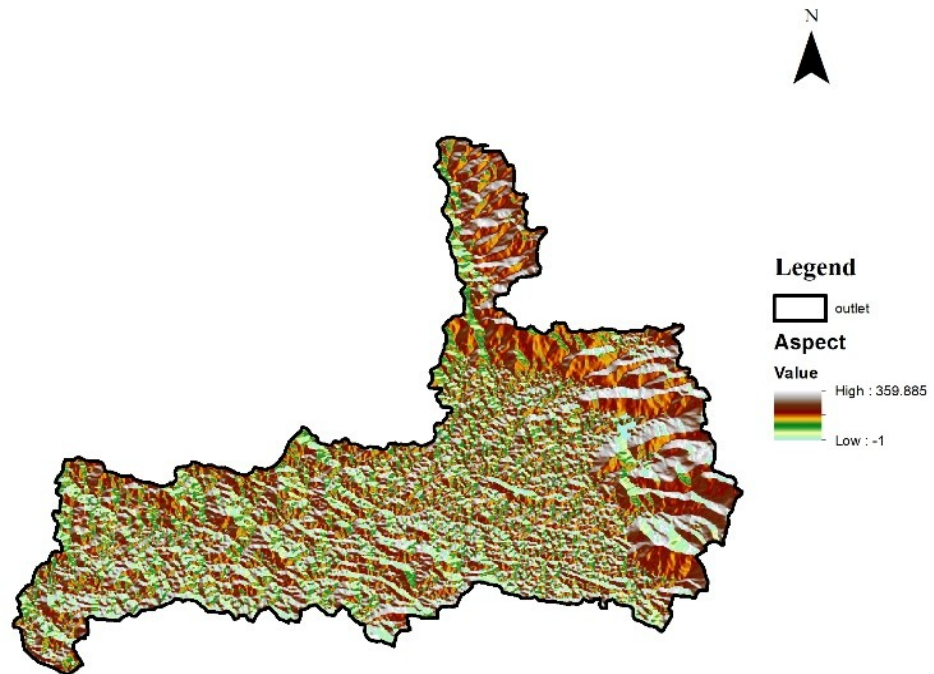 N
Legend
outlet
Aspect
Value
High : 359.885
Low : -1